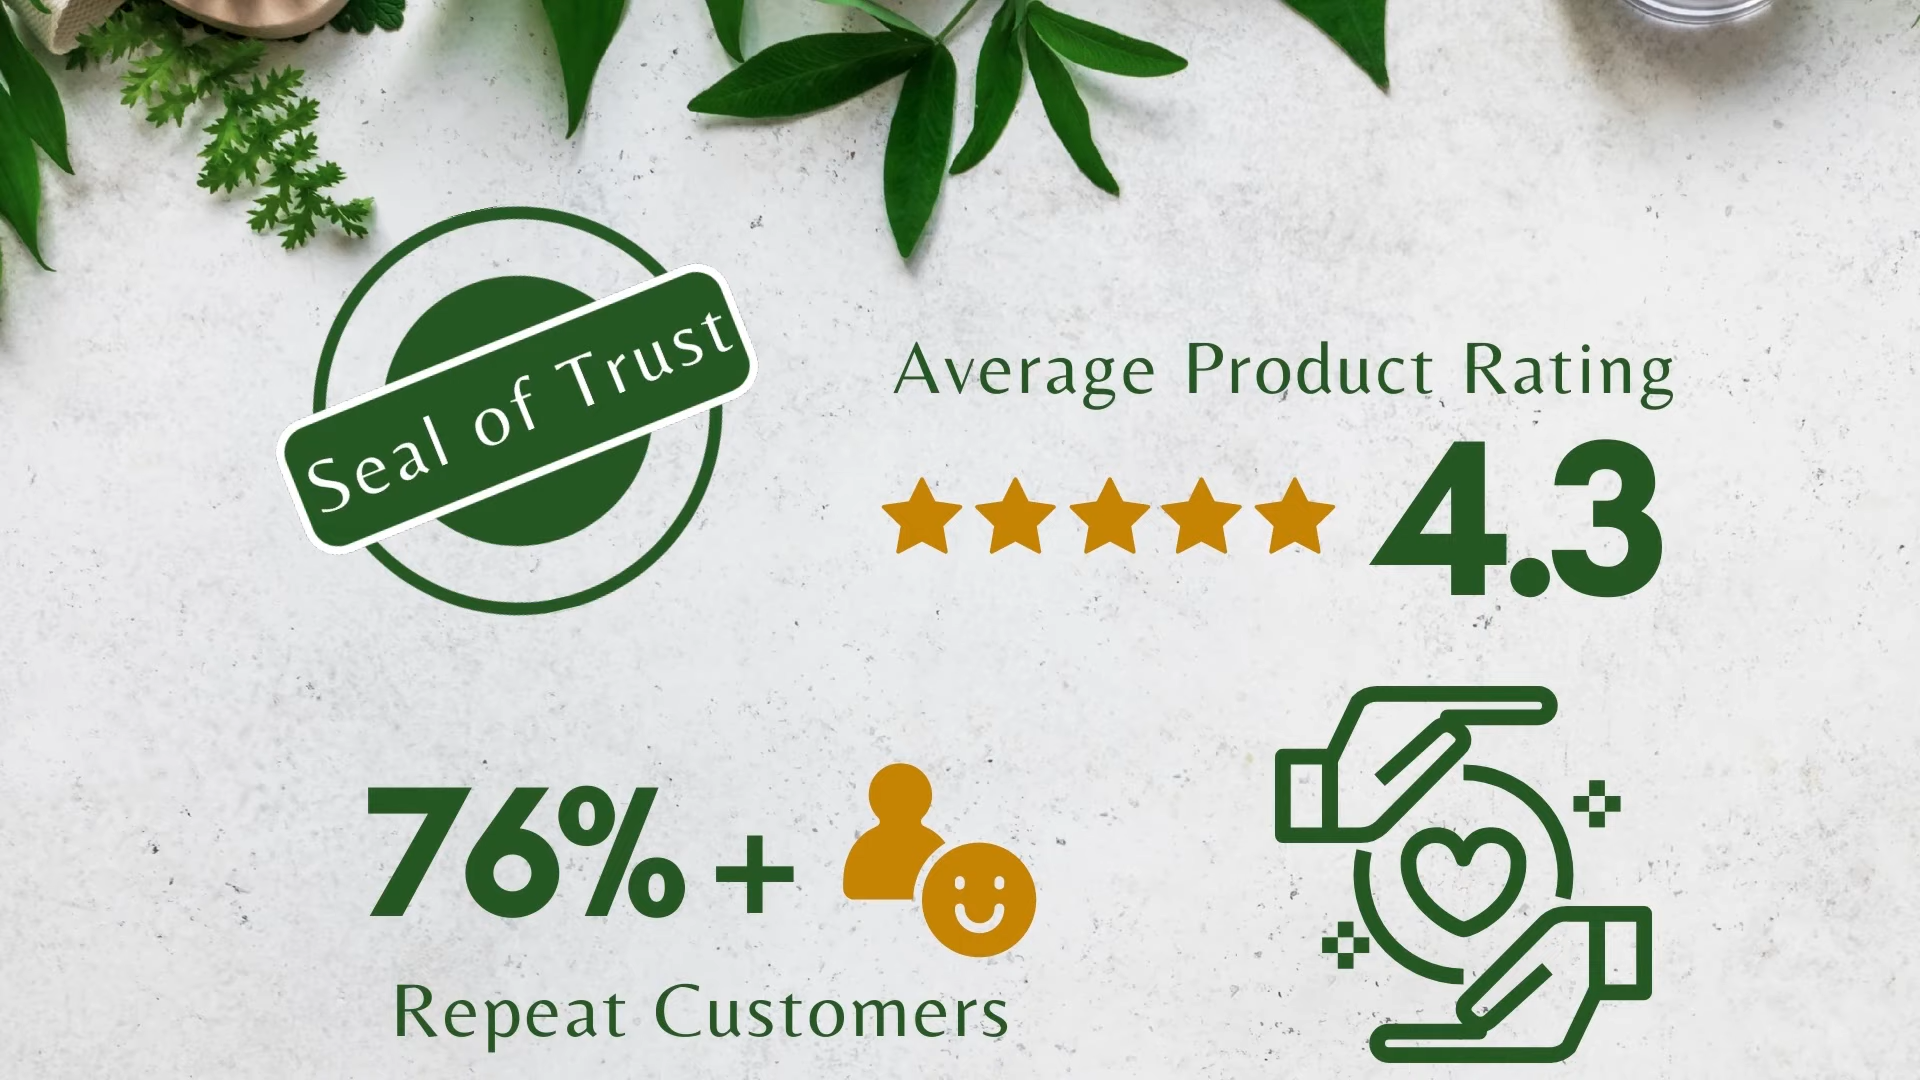 Seal of Trust
Average Product Rating
4.3
76% +
Repeat Customers